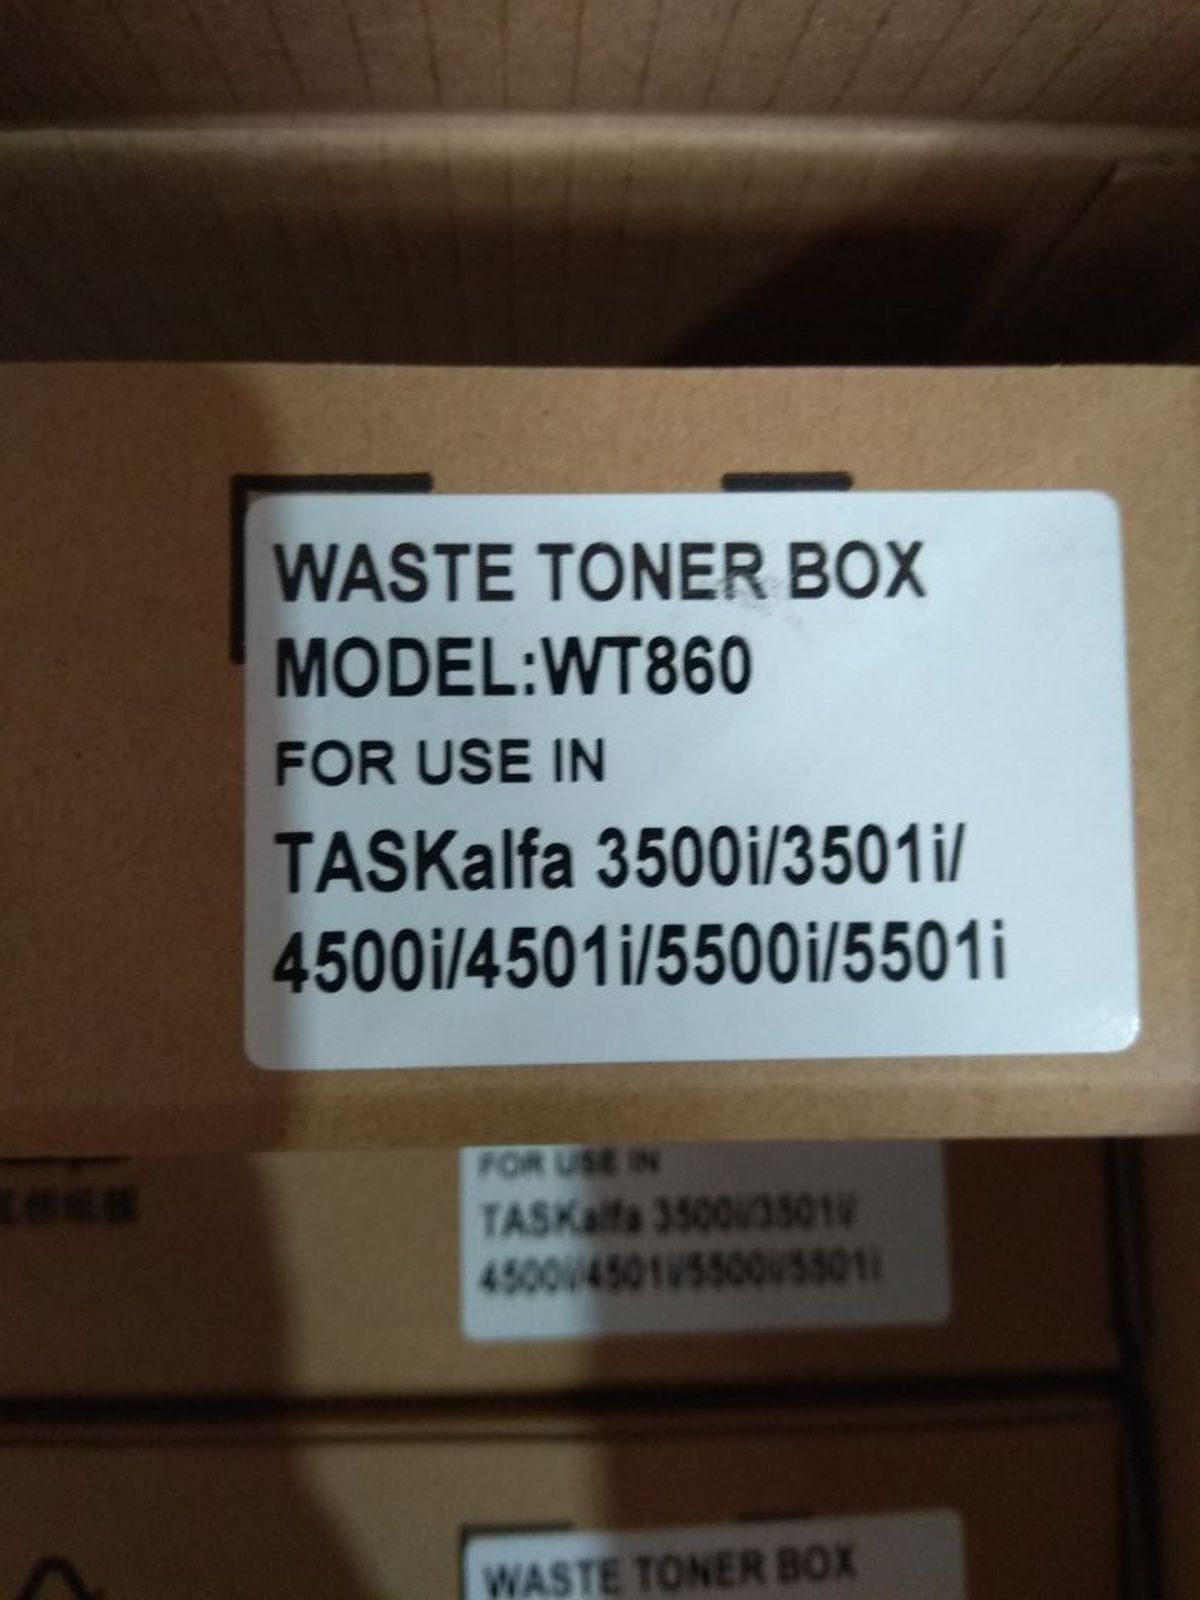 WASTE TONER BOX
MODEL:WT860
FOR USE IN
TASKalfa 3500i/3501i/
4500i/4501i/5500i/5501i
FOR USE IN
TASKalfa 3500i/3501i/
4500i/4501i/5500i/5501i
WASTE TONER BOX